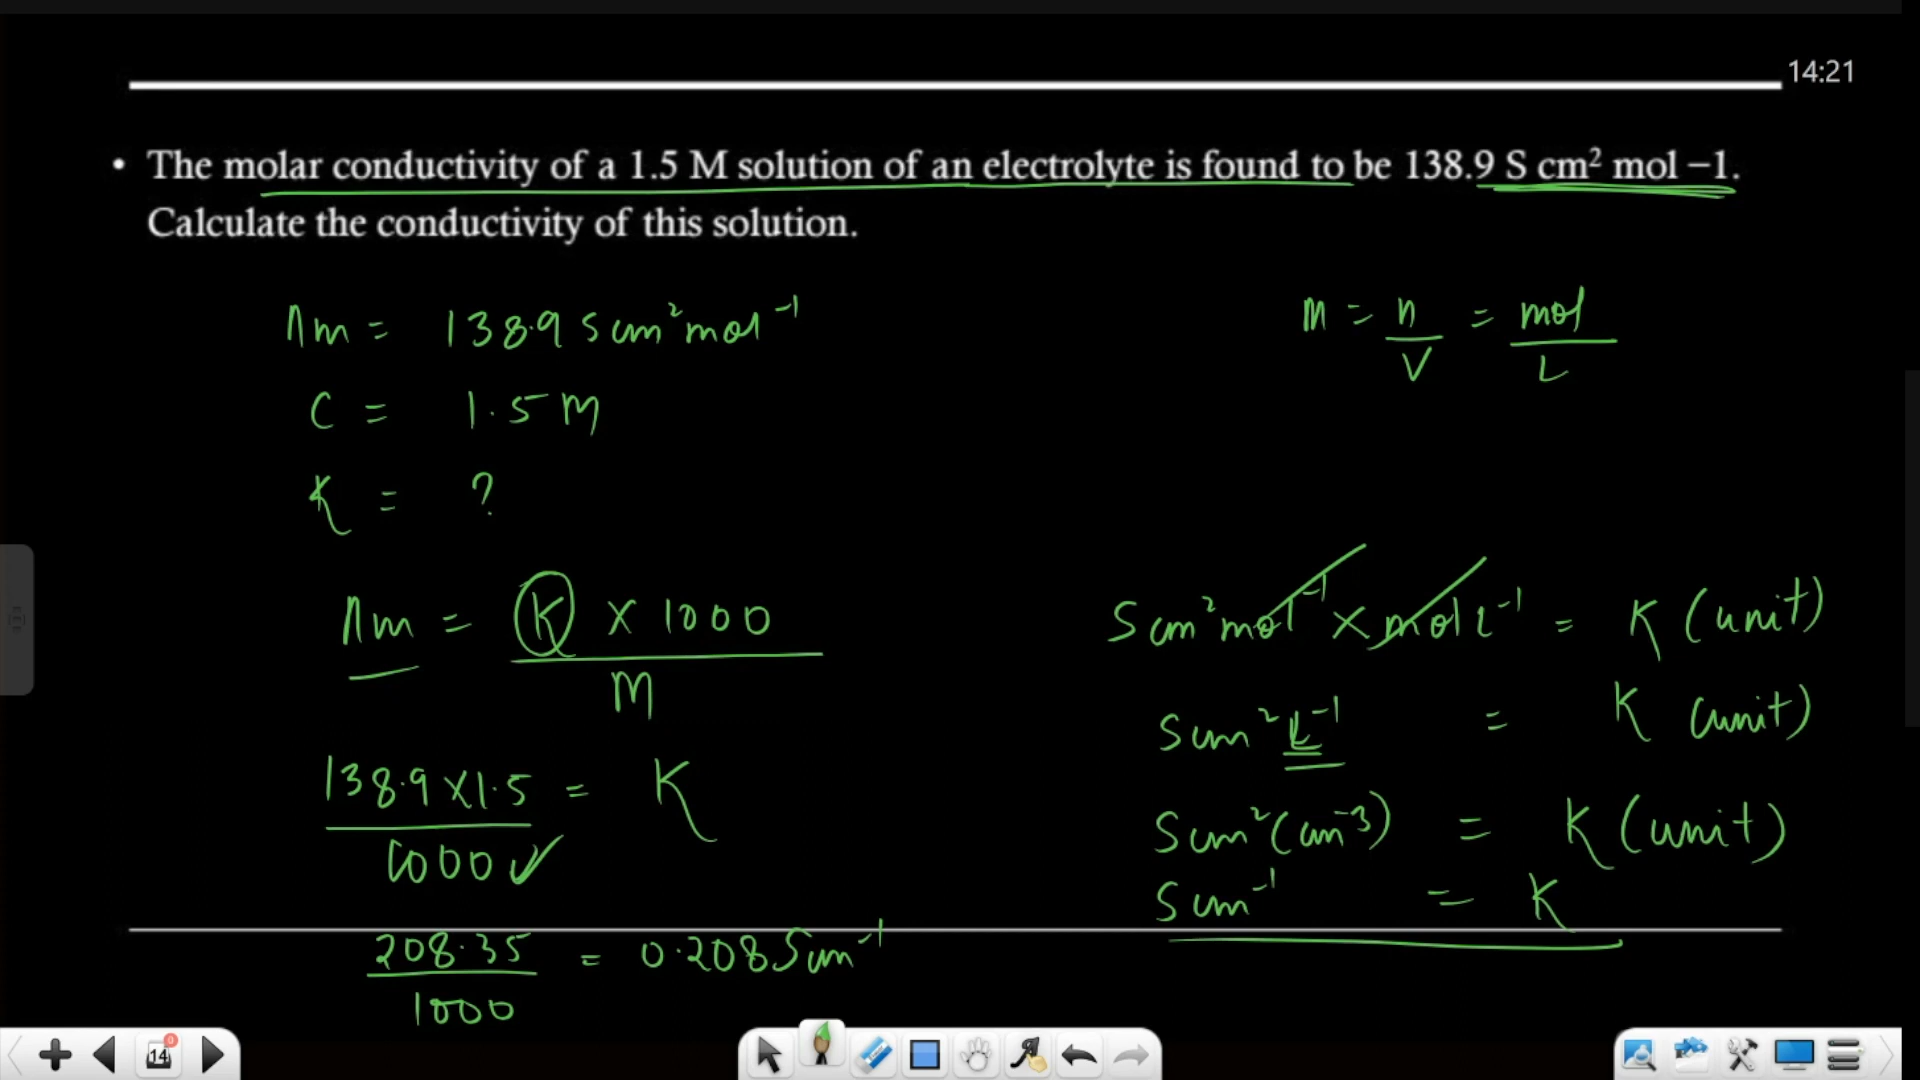 14:21
• The molar conductivity of a 1.5 M solution of an electrolyte is found to be 138.9 S cm² mol −1.
Calculate the conductivity of this solution.
Λm = 138.9 S cm² mol⁻¹
C = 1.5 M
K = ?
Λm = K × 1000 / M
138.9 × 1.5 / 1000 = K
208.35 / 1000 = 0.208 S cm⁻¹
M = n / V = mol / L
S cm² mol⁻¹ × mol L⁻¹ = K (unit)
S cm² L⁻¹ = K (unit)
S cm² (cm⁻³) = K (unit)
S cm⁻¹ = K
14
0